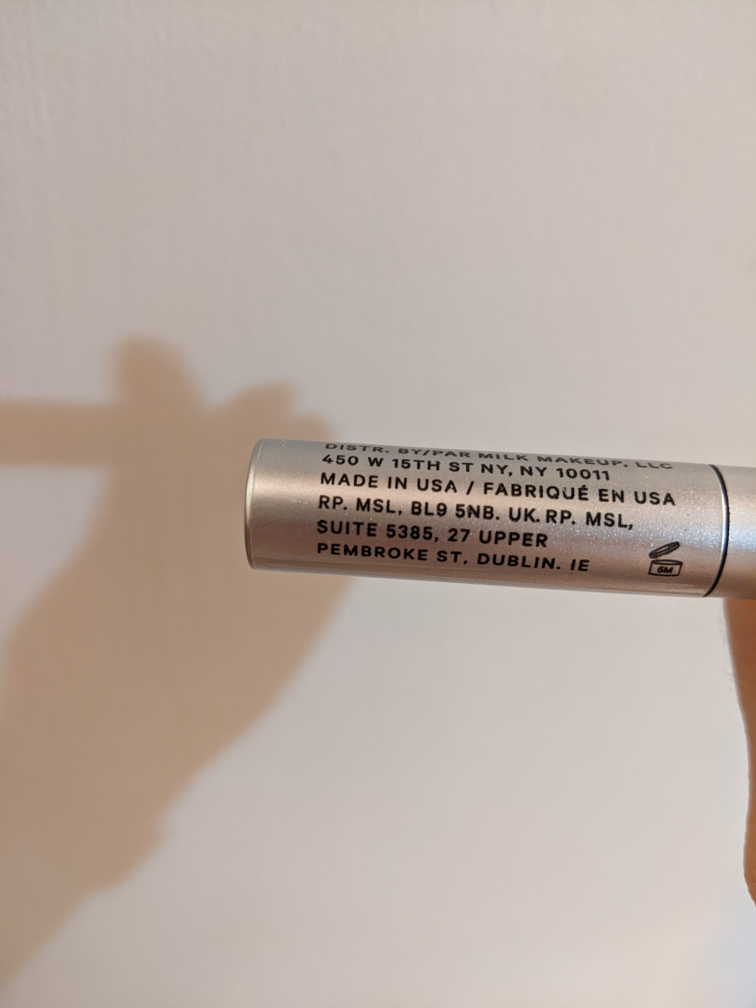 DISTR. BY/PAR MILK MAKEUP, LLC
450 W 15TH ST NY, NY 10011
MADE IN USA / FABRIQUÉ EN USA
RP. MSL, BL9 5NB. UK. RP. MSL,
SUITE 5385, 27 UPPER
PEMBROKE ST, DUBLIN. IE
6M